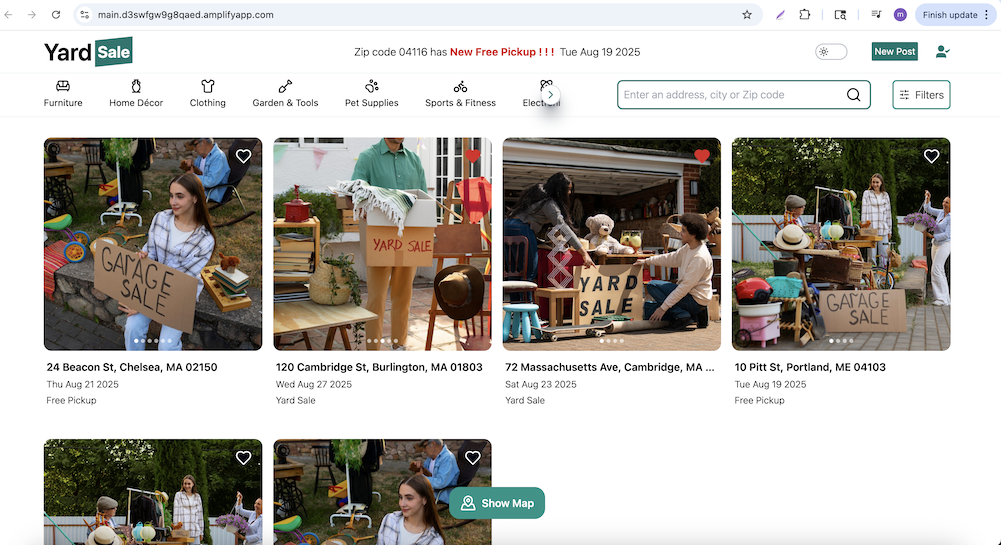 main.d3swfgw9g8qaed.amplifyapp.com
m
Finish update
Yard Sale
Zip code 04116 has New Free Pickup ! ! ! Tue Aug 19 2025
New Post
Furniture
Home Décor
Clothing
Garden & Tools
Pet Supplies
Sports & Fitness
Electroni
Enter an address, city or Zip code
Filters
GARAGE
SALE
YARD SALE
YARD
SALE
GARAGE
SALE
24 Beacon St, Chelsea, MA 02150
Thu Aug 21 2025
Free Pickup
120 Cambridge St, Burlington, MA 01803
Wed Aug 27 2025
Yard Sale
72 Massachusetts Ave, Cambridge, MA ...
Sat Aug 23 2025
Yard Sale
10 Pitt St, Portland, ME 04103
Tue Aug 19 2025
Free Pickup
Show Map